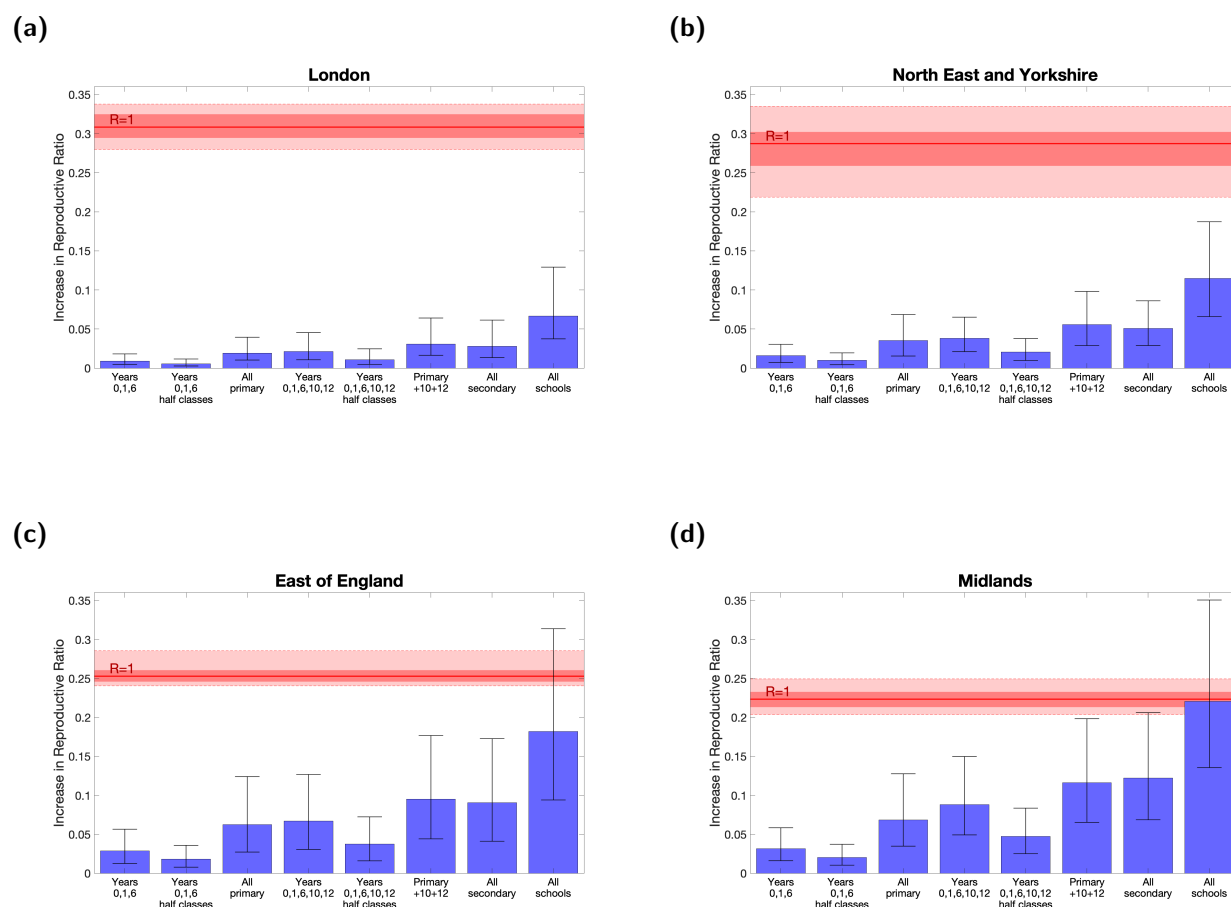 (a)
London
Increase in Reproductive Ratio
0.35
0.3
0.25
0.2
0.15
0.1
0.05
0
R=1
Years
0,1,6
Years
0,1,6
half classes
All
primary
Years
0,1,6,10,12
Years
0,1,6,10,12
half classes
Primary
+10+12
All
secondary
All
schools
(b)
North East and Yorkshire
Increase in Reproductive Ratio
0.35
0.3
0.25
0.2
0.15
0.1
0.05
0
R=1
Years
0,1,6
Years
0,1,6
half classes
All
primary
Years
0,1,6,10,12
Years
0,1,6,10,12
half classes
Primary
+10+12
All
secondary
All
schools
(c)
East of England
Increase in Reproductive Ratio
0.35
0.3
0.25
0.2
0.15
0.1
0.05
0
R=1
Years
0,1,6
Years
0,1,6
half classes
All
primary
Years
0,1,6,10,12
Years
0,1,6,10,12
half classes
Primary
+10+12
All
secondary
All
schools
(d)
Midlands
Increase in Reproductive Ratio
0.35
0.3
0.25
0.2
0.15
0.1
0.05
0
R=1
Years
0,1,6
Years
0,1,6
half classes
All
primary
Years
0,1,6,10,12
Years
0,1,6,10,12
half classes
Primary
+10+12
All
secondary
All
schools